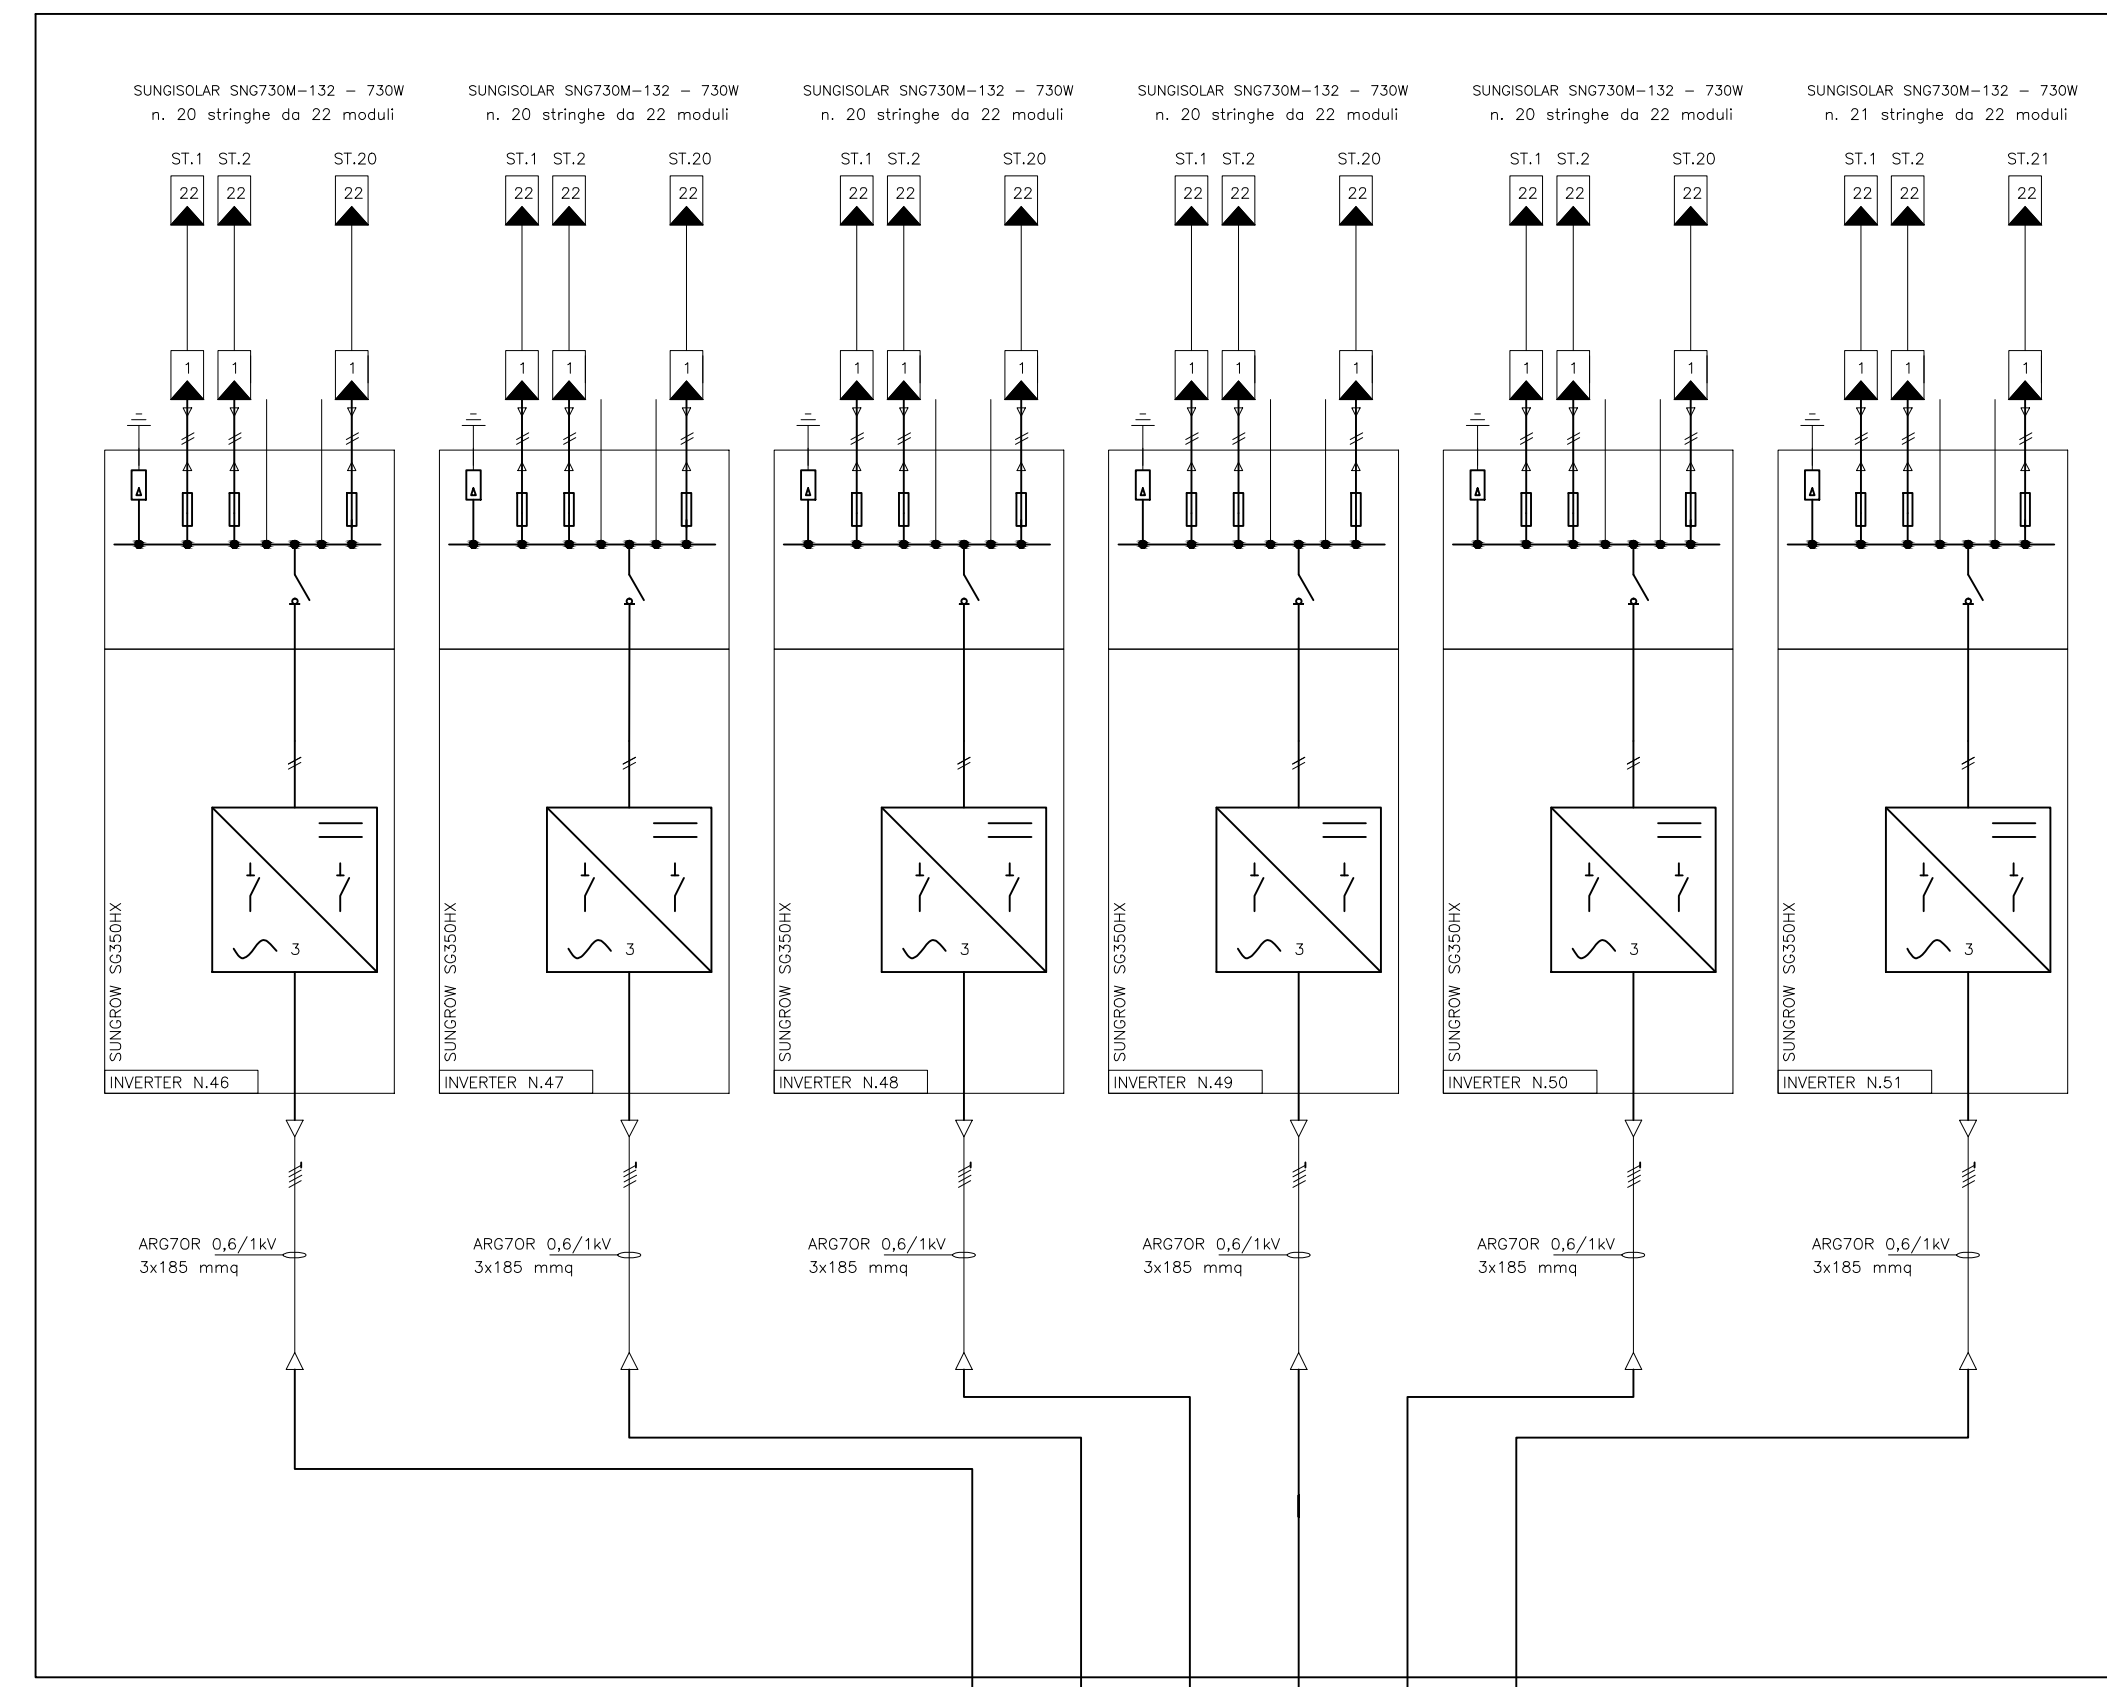 SUNGISOLAR SNG730M-132 - 730W
n. 20 stringhe da 22 moduli
SUNGISOLAR SNG730M-132 - 730W
n. 20 stringhe da 22 moduli
SUNGISOLAR SNG730M-132 - 730W
n. 20 stringhe da 22 moduli
SUNGISOLAR SNG730M-132 - 730W
n. 20 stringhe da 22 moduli
SUNGISOLAR SNG730M-132 - 730W
n. 20 stringhe da 22 moduli
SUNGISOLAR SNG730M-132 - 730W
n. 21 stringhe da 22 moduli
ST.1 ST.2 ST.20
ST.1 ST.2 ST.20
ST.1 ST.2 ST.20
ST.1 ST.2 ST.20
ST.1 ST.2 ST.20
ST.1 ST.2 ST.21
22 22 22
22 22 22
22 22 22
22 22 22
22 22 22
22 22 22
1 1 1
1 1 1
1 1 1
1 1 1
1 1 1
1 1 1
SUNGROW SG350HX
3
INVERTER N.46
SUNGROW SG350HX
3
INVERTER N.47
SUNGROW SG350HX
3
INVERTER N.48
SUNGROW SG350HX
3
INVERTER N.49
SUNGROW SG350HX
3
INVERTER N.50
SUNGROW SG350HX
3
INVERTER N.51
ARG7OR 0,6/1kV
3x185 mmq
ARG7OR 0,6/1kV
3x185 mmq
ARG7OR 0,6/1kV
3x185 mmq
ARG7OR 0,6/1kV
3x185 mmq
ARG7OR 0,6/1kV
3x185 mmq
ARG7OR 0,6/1kV
3x185 mmq